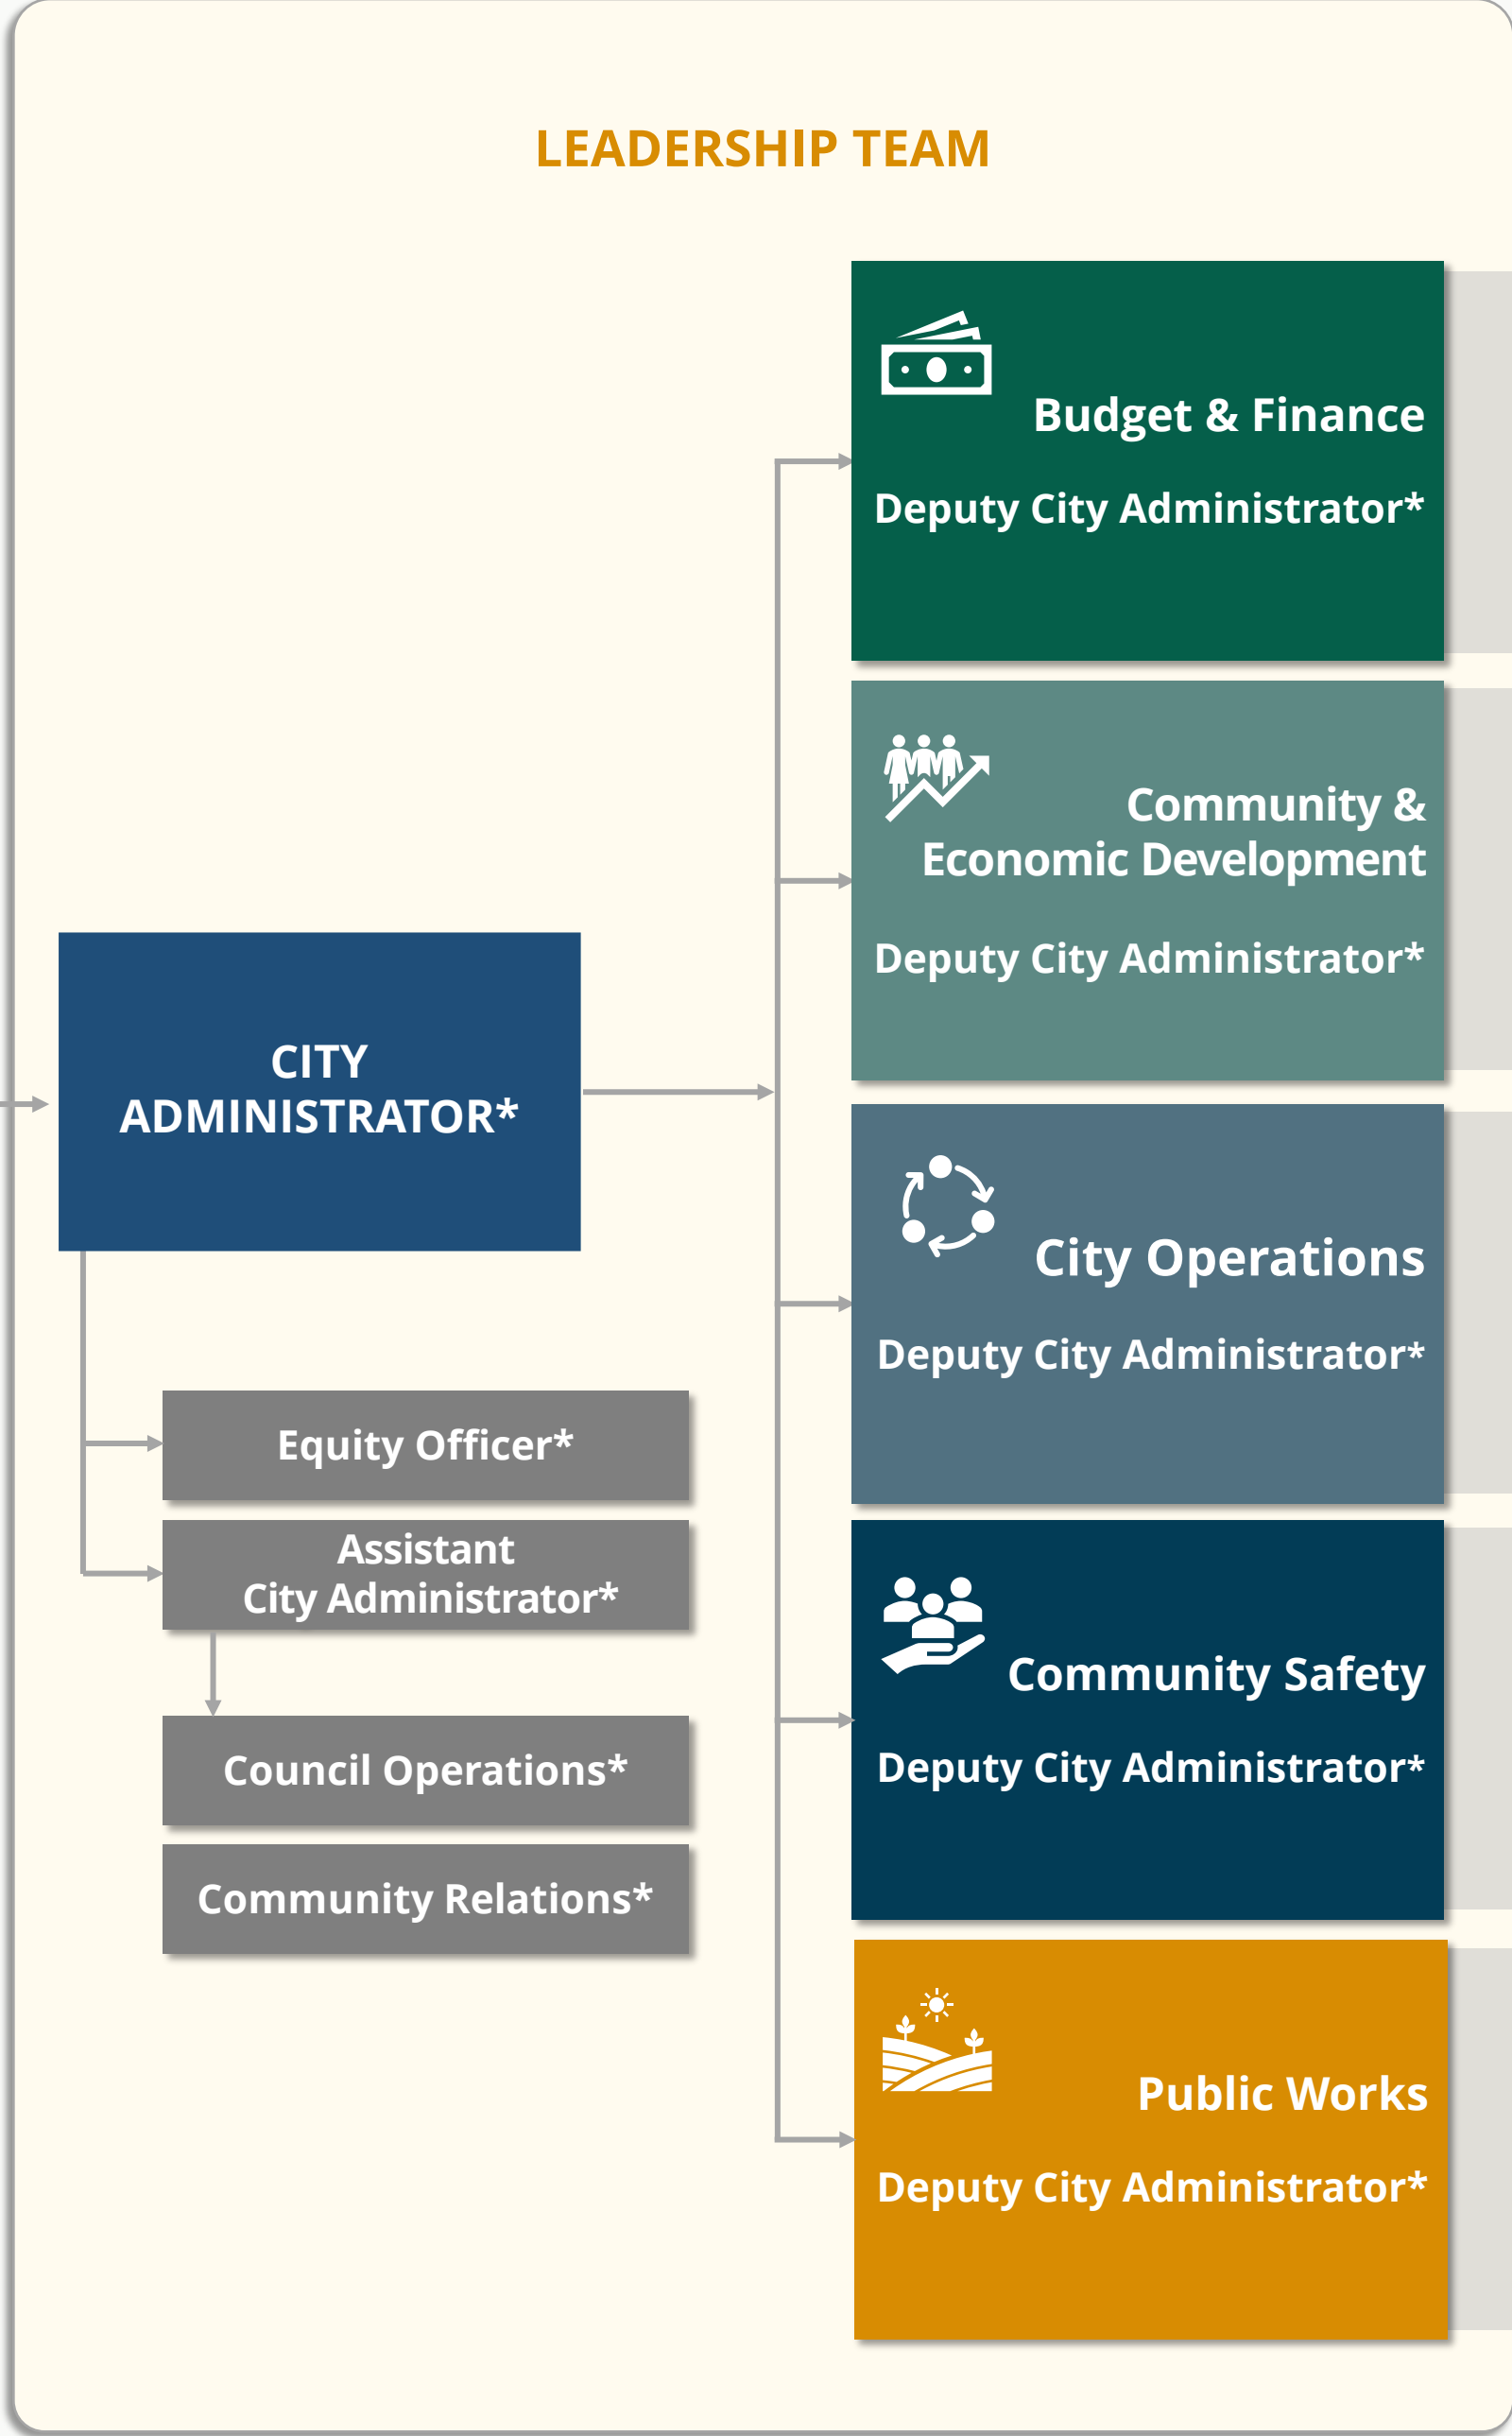 LEADERSHIP TEAM
Budget & Finance
Deputy City Administrator*
Community &
Economic Development
Deputy City Administrator*
CITY
ADMINISTRATOR*
City Operations
Deputy City Administrator*
Equity Officer*
Assistant
City Administrator*
Council Operations*
Community Relations*
Community Safety
Deputy City Administrator*
Public Works
Deputy City Administrator*